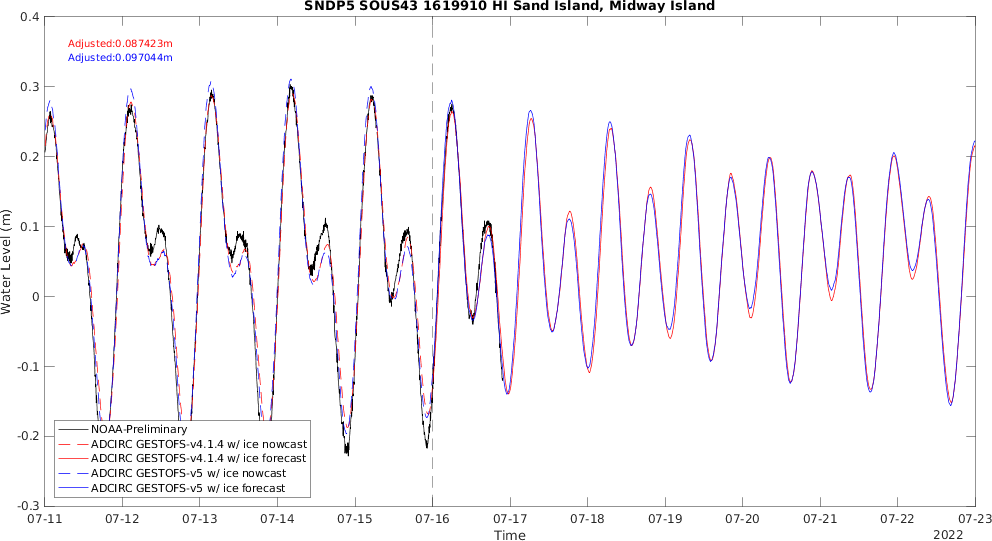 SNDP5 SOUS43 1619910 HI Sand Island, Midway Island
Adjusted:0.087423m
Adjusted:0.097044m
Water Level (m)
0.4
0.3
0.2
0.1
0
-0.1
-0.2
-0.3
NOAA-Preliminary
ADCIRC GESTOFS-v4.1.4 w/ ice nowcast
ADCIRC GESTOFS-v4.1.4 w/ ice forecast
ADCIRC GESTOFS-v5 w/ ice nowcast
ADCIRC GESTOFS-v5 w/ ice forecast
07-11 07-12 07-13 07-14 07-15 07-16 07-17 07-18 07-19 07-20 07-21 07-22 07-23
Time
2022